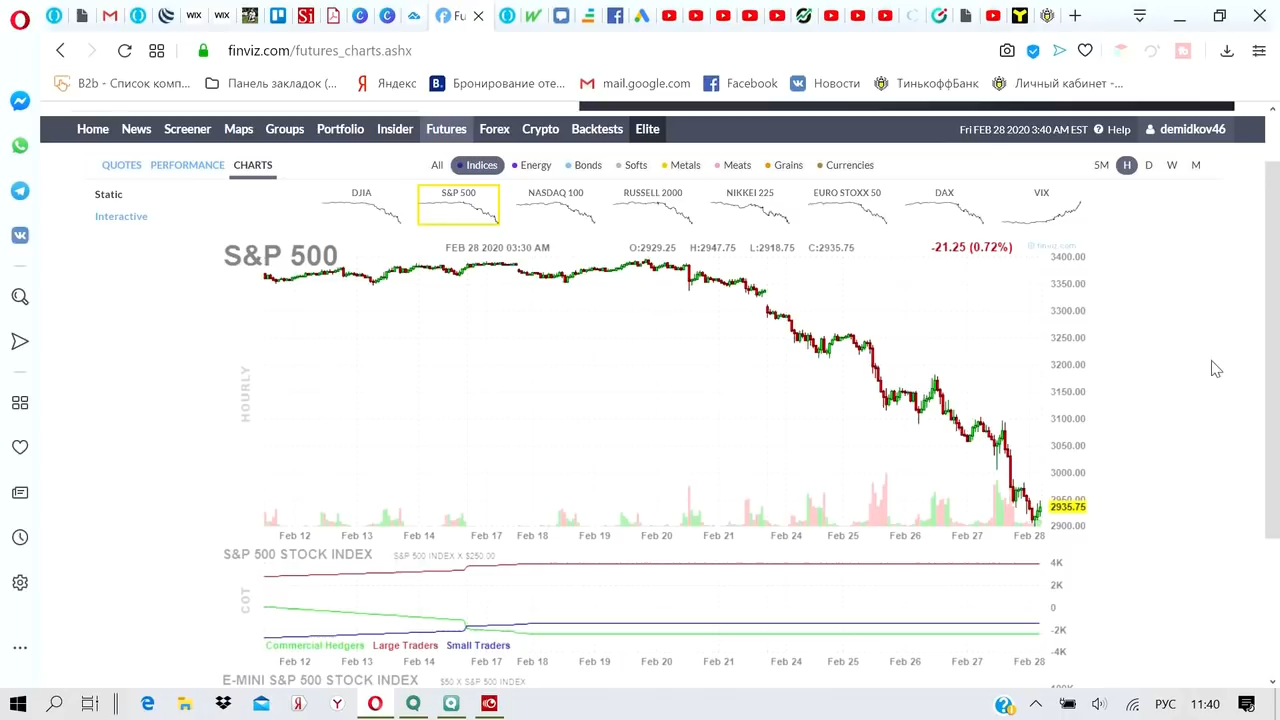 Fu
WIX
WIX
Si
finviz.com/futures_charts.ashx
B2b - Список комп...
Панель закладок (...
Яндекс
Бронирование оте...
mail.google.com
Facebook
Новости
ТинькоффБанк
Личный кабинет -...
Home News Screener Maps Groups Portfolio Insider Futures Forex Crypto Backtests Elite
Fri FEB 28 2020 3:40 AM EST Help demidkov46
QUOTES PERFORMANCE CHARTS
All Indices Energy Bonds Softs Metals Meats Grains Currencies
5M H D W M
Static
Interactive
DJIA S&P 500 NASDAQ 100 RUSSELL 2000 NIKKEI 225 EURO STOXX 50 DAX VIX
S&P 500 FEB 28 2020 03:30 AM O:2929.25 H:2947.75 L:2918.75 C:2935.75 -21.25 (0.72%) © finviz.com
3400.00
3350.00
3300.00
3250.00
3200.00
3150.00
3100.00
3050.00
3000.00
2950.00
2935.75
2900.00
HOURLY
Feb 12 Feb 13 Feb 14 Feb 17 Feb 18 Feb 19 Feb 20 Feb 21 Feb 24 Feb 25 Feb 26 Feb 27 Feb 28
S&P 500 STOCK INDEX S&P 500 INDEX X $250.00
4K
2K
0
-2K
-4K
COT
Commercial Hedgers Large Traders Small Traders
Feb 12 Feb 13 Feb 14 Feb 17 Feb 18 Feb 19 Feb 20 Feb 21 Feb 24 Feb 25 Feb 26 Feb 27 Feb 28
E-MINI S&P 500 STOCK INDEX $50 X S&P 500 INDEX
РУС 11:40